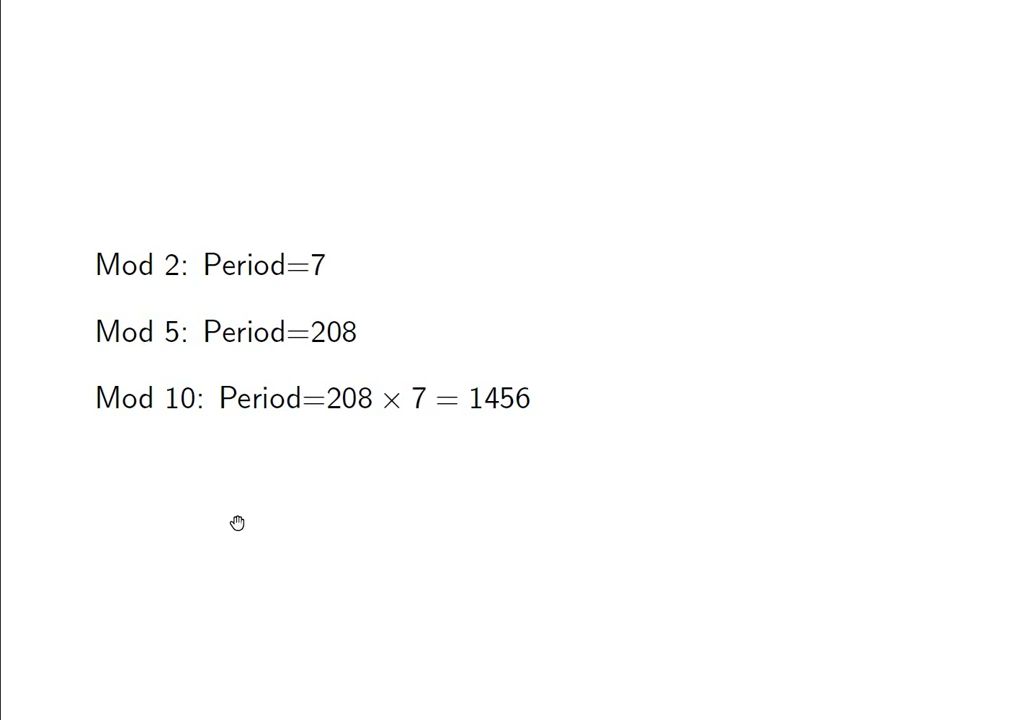 Mod 2: Period=7
Mod 5: Period=208
Mod 10: Period=208 × 7 = 1456